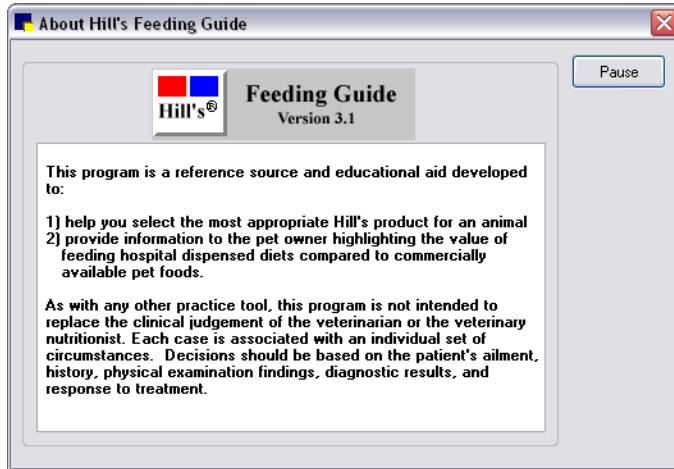 About Hill's Feeding Guide
Pause
Hill's®
Feeding Guide
Version 3.1
This program is a reference source and educational aid developed
to:
1) help you select the most appropriate Hill's product for an animal
2) provide information to the pet owner highlighting the value of
feeding hospital dispensed diets compared to commercially
available pet foods.
As with any other practice tool, this program is not intended to
replace the clinical judgement of the veterinarian or the veterinary
nutritionist. Each case is associated with an individual set of
circumstances.  Decisions should be based on the patient's ailment,
history, physical examination findings, diagnostic results, and
response to treatment.